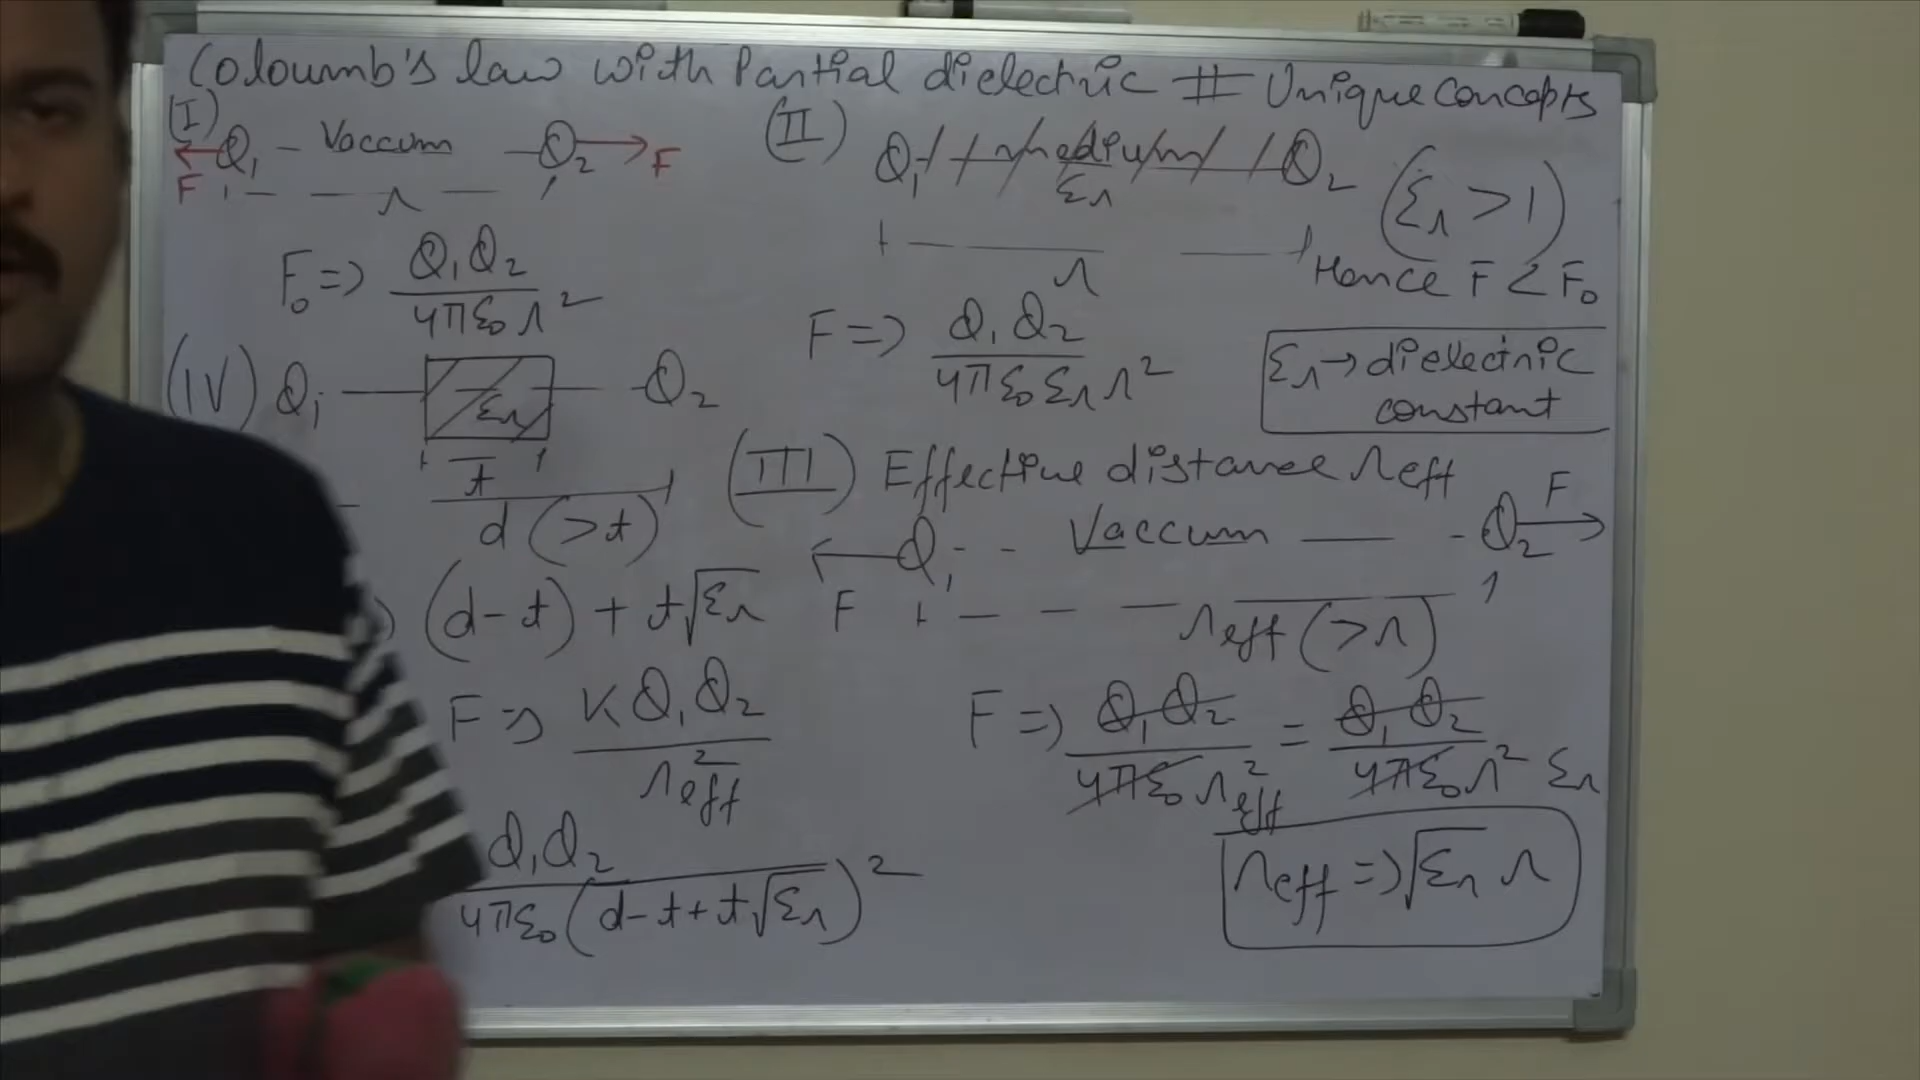 Coloumb's law with Partial dielectric # Unique concepts
(I) Q₁ – Vaccum – Q₂
F F
r
F₀ => Q₁Q₂ / 4πε₀r²
(II) Q₁ medium Q₂ (εr > 1)
εr
r
Hence F < F₀
F => Q₁Q₂ / 4πε₀εr r²
εr → dielectric
constant
(IV) Q₁ εr Q₂
t
d (>t)
(d-t) + t√εr
F => KQ₁Q₂ / r²eff
Q₁Q₂ / 4πε₀(d-t+t√εr)²
(III) Effective distance reff
Q₁ - - Vaccum - Q₂ F
F reff (>r)
F => Q₁Q₂ / 4πε₀r²eff = Q₁Q₂ / 4πε₀r² εr
reff => √εr r